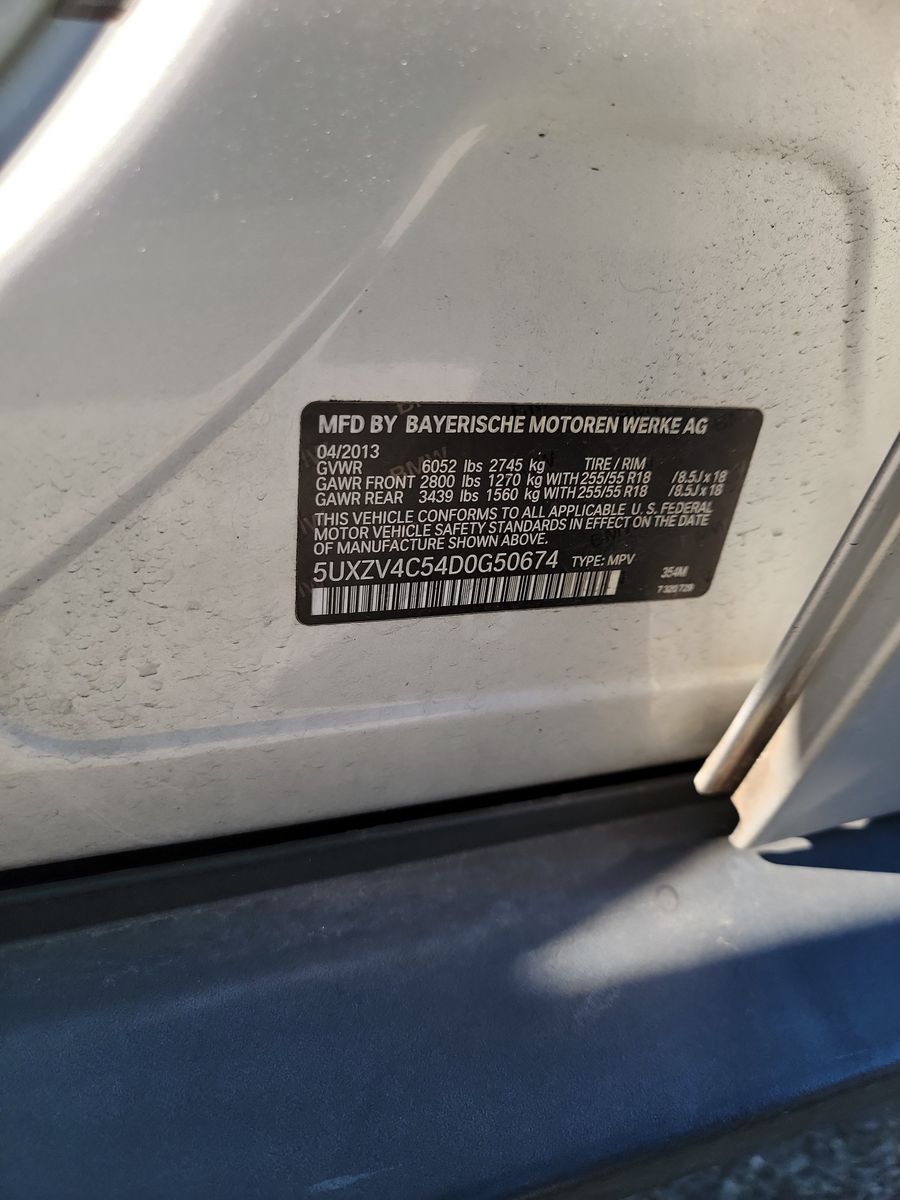 MFD BY BAYERISCHE MOTOREN WERKE AG
04/2013
GVWR 6052 lbs 2745 kg TIRE / RIM
GAWR FRONT 2800 lbs 1270 kg WITH 255/55 R18 /8.5J x 18
GAWR REAR 3439 lbs 1560 kg WITH 255/55 R18 /8.5J x 18
THIS VEHICLE CONFORMS TO ALL APPLICABLE U. S. FEDERAL
MOTOR VEHICLE SAFETY STANDARDS IN EFFECT ON THE DATE
OF MANUFACTURE SHOWN ABOVE.
5UXZV4C54D0G50674 TYPE: MPV
354M